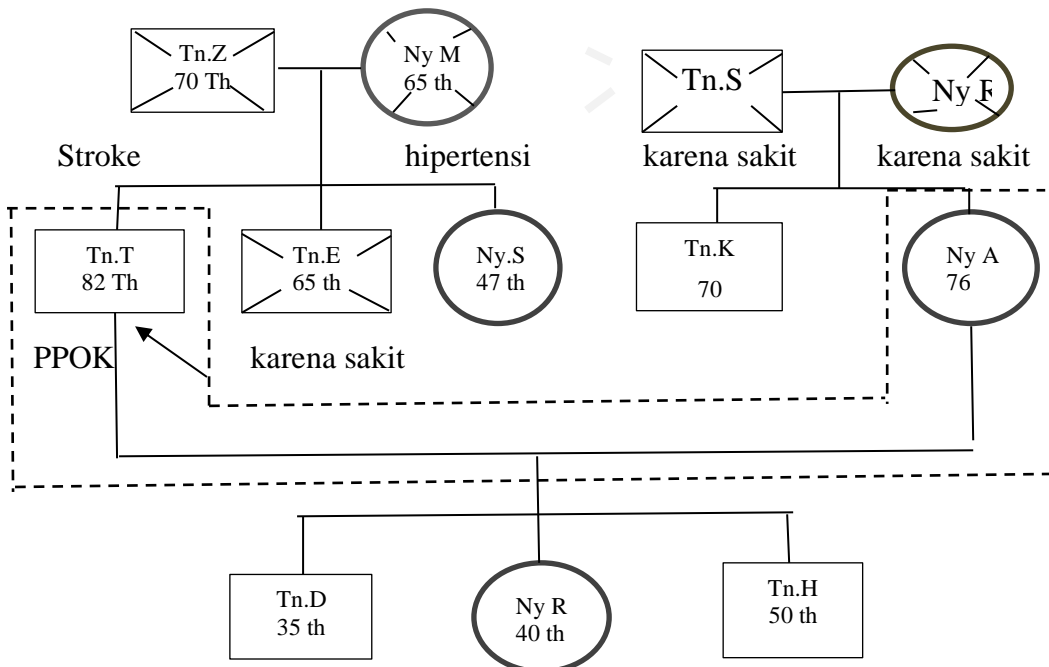 Tn.Z
70 Th
Ny M
65 th
Tn.S
Ny R
Stroke
hipertensi
karena sakit
karena sakit
Tn.T
82 Th
Tn.E
65 th
Ny.S
47 th
Tn.K
70
Ny A
76
PPOK
karena sakit
Tn.D
35 th
Ny R
40 th
Tn.H
50 th